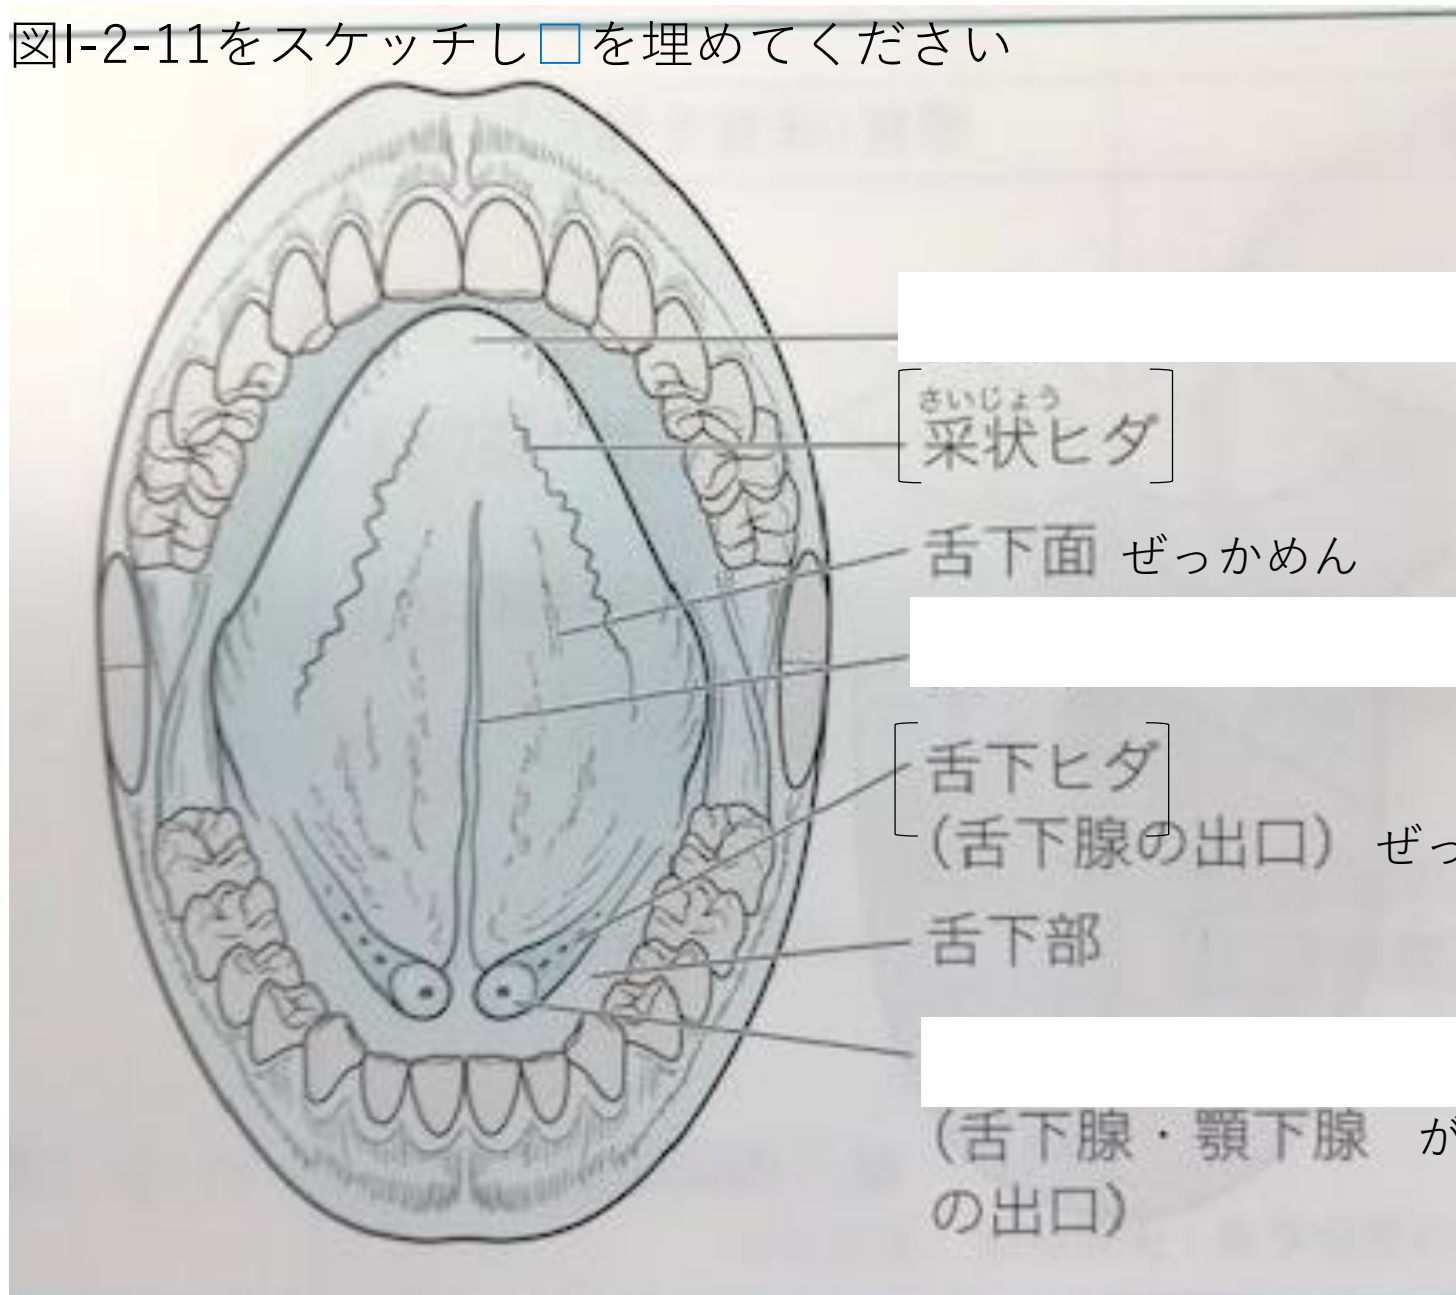 図Ⅰ-2-11をスケッチし□を埋めてください
さいじょう
采状ヒダ
舌下面 ぜっかめん
舌下ヒダ
(舌下腺の出口) ぜっ
舌下部
(舌下腺・顎下腺 が
の出口)